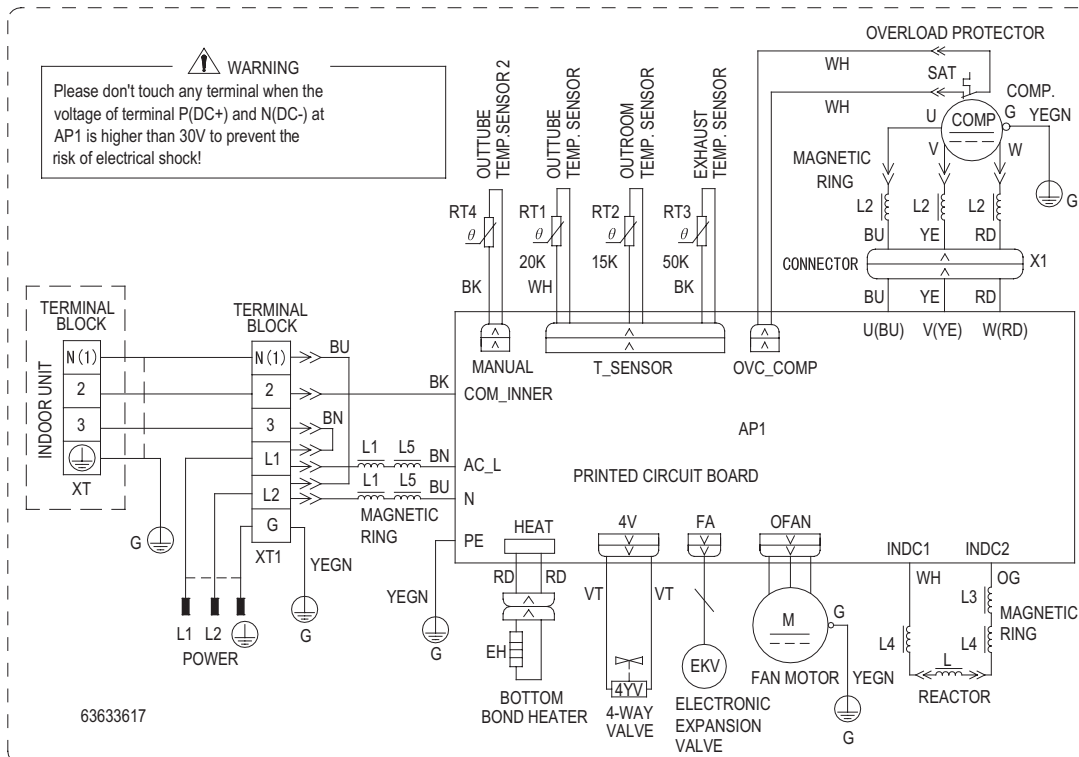 WARNING
Please don't touch any terminal when the
voltage of terminal P(DC+) and N(DC-) at
AP1 is higher than 30V to prevent the
risk of electrical shock!
OUTTUBE
TEMP.SENSOR 2
OUTTUBE
TEMP. SENSOR
OUTROOM
TEMP. SENSOR
EXHAUST
TEMP. SENSOR
OVERLOAD PROTECTOR
WH
SAT
WH
COMP.
U
COMP
G
YEGN
V
W
MAGNETIC
RING
G
L2
L2
L2
BU
YE
RD
CONNECTOR
X1
BU
YE
RD
U(BU)
V(YE)
W(RD)
RT4
RT1
RT2
RT3
θ
θ
θ
θ
20K
15K
50K
BK
WH
BK
MANUAL
T_SENSOR
OVC_COMP
COM_INNER
AP1
PRINTED CIRCUIT BOARD
AC_L
N
PE
INDOOR UNIT
TERMINAL
BLOCK
N(1)
2
3
XT
TERMINAL
BLOCK
N(1)
2
3
L1
L2
G
XT1
BU
BK
BN
L1
L5
BN
L1
L5
BU
MAGNETIC
RING
G
YEGN
G
YEGN
G
L1
L2
POWER
HEAT
RD
RD
EH
BOTTOM
BOND HEATER
4V
VT
VT
4YV
4-WAY
VALVE
FA
EKV
ELECTRONIC
EXPANSION
VALVE
OFAN
M
G
FAN MOTOR
YEGN
G
INDC1
INDC2
WH
OG
L3
MAGNETIC
RING
L4
L4
L
REACTOR
63633617